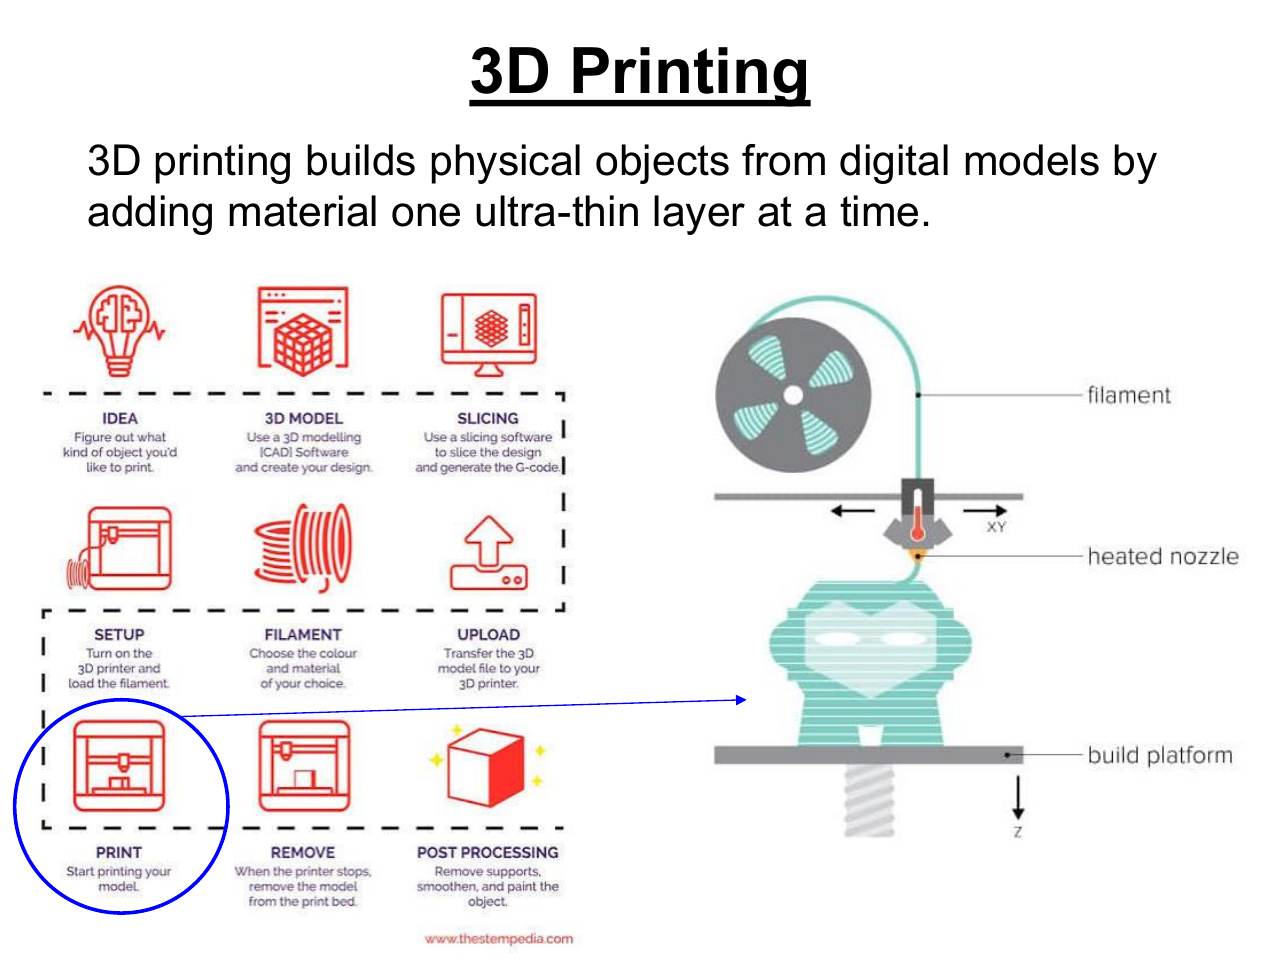 3D Printing
3D printing builds physical objects from digital models by
adding material one ultra-thin layer at a time.
IDEA
Figure out what
kind of object you'd
like to print.
3D MODEL
Use a 3D modelling
[CAD] Software
and create your design.
SLICING
Use a slicing software
to slice the design
and generate the G-code.
SETUP
Turn on the
3D printer and
load the filament.
FILAMENT
Choose the colour
and material
of your choice.
UPLOAD
Transfer the 3D
model file to your
3D printer.
PRINT
Start printing your
model.
REMOVE
When the printer stops,
remove the model
from the print bed.
POST PROCESSING
Remove supports,
smoothen, and paint the
object.
www.thestempedia.com
filament
XY
heated nozzle
build platform
Z